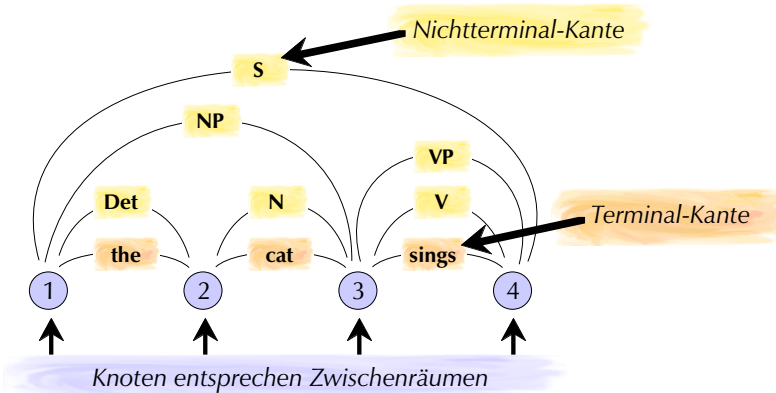 Nichtterminal-Kante
S
NP
VP
Det
N
V
Terminal-Kante
the
cat
sings
1
2
3
4
Knoten entsprechen Zwischenräumen